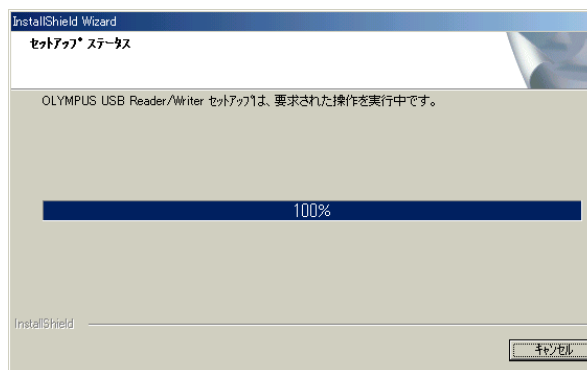 InstallShield Wizard
セットアップ ステータス
OLYMPUS USB Reader/Writer セットアップは、要求された操作を実行中です。
100%
InstallShield
キャンセル